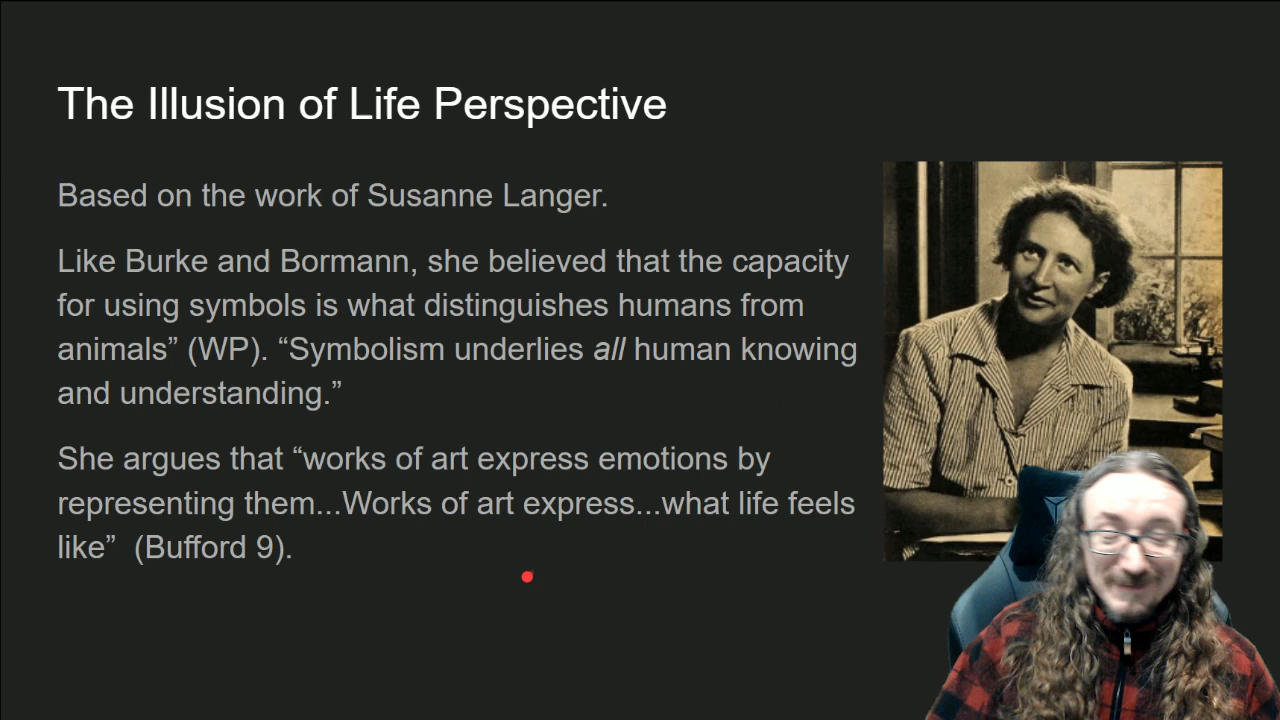 The Illusion of Life Perspective
Based on the work of Susanne Langer.
Like Burke and Bormann, she believed that the capacity
for using symbols is what distinguishes humans from
animals” (WP). “Symbolism underlies all human knowing
and understanding.”
She argues that “works of art express emotions by
representing them...Works of art express...what life feels
like”  (Bufford 9).